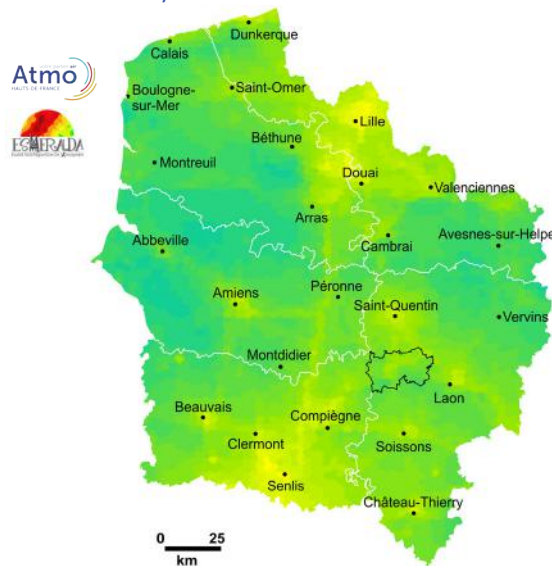 Dunkerque
Calais
Atmo
HAUTS-DE-FRANCE
Boulogne-
sur-Mer
Saint-Omer
ESMERALDA
Lille
Béthune
Montreuil
Douai
Valenciennes
Arras
Cambrai
Avesnes-sur-Helpe
Abbeville
Péronne
Amiens
Saint-Quentin
Vervins
Montdidier
Laon
Beauvais
Compiègne
Clermont
Soissons
Senlis
Château-Thierry
0 25
km